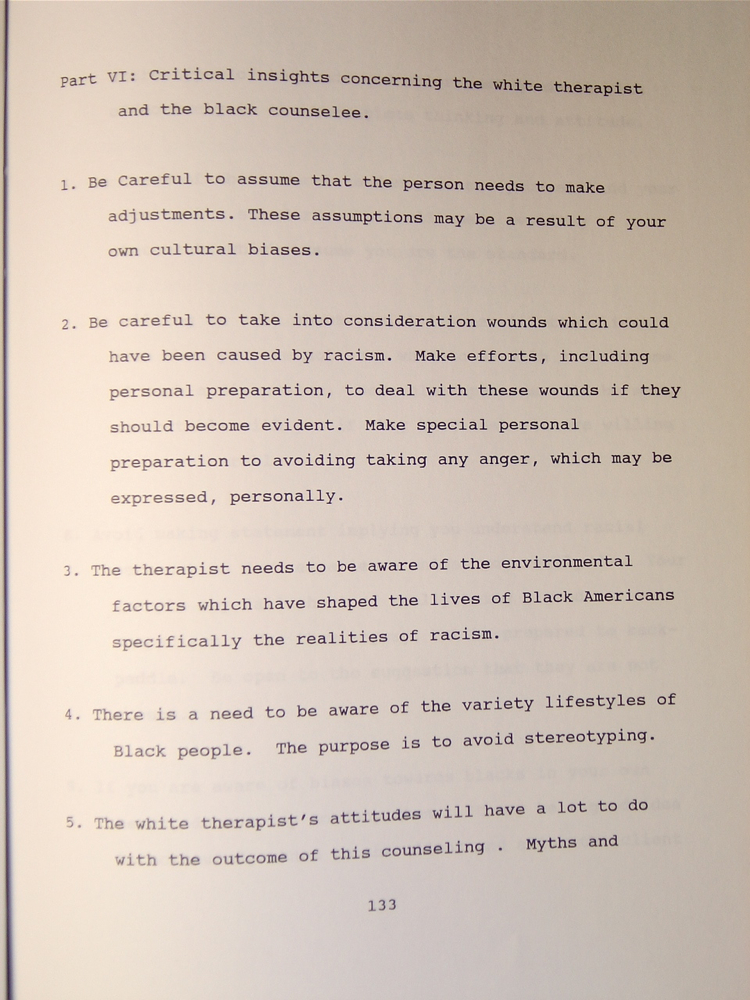 Part VI: Critical insights concerning the white therapist
and the black counselee.
1. Be Careful to assume that the person needs to make
adjustments. These assumptions may be a result of your
own cultural biases.
2. Be careful to take into consideration wounds which could
have been caused by racism. Make efforts, including
personal preparation, to deal with these wounds if they
should become evident. Make special personal
preparation to avoiding taking any anger, which may be
expressed, personally.
3. The therapist needs to be aware of the environmental
factors which have shaped the lives of Black Americans
specifically the realities of racism.
4. There is a need to be aware of the variety lifestyles of
Black people. The purpose is to avoid stereotyping.
5. The white therapist's attitudes will have a lot to do
with the outcome of this counseling . Myths and
133